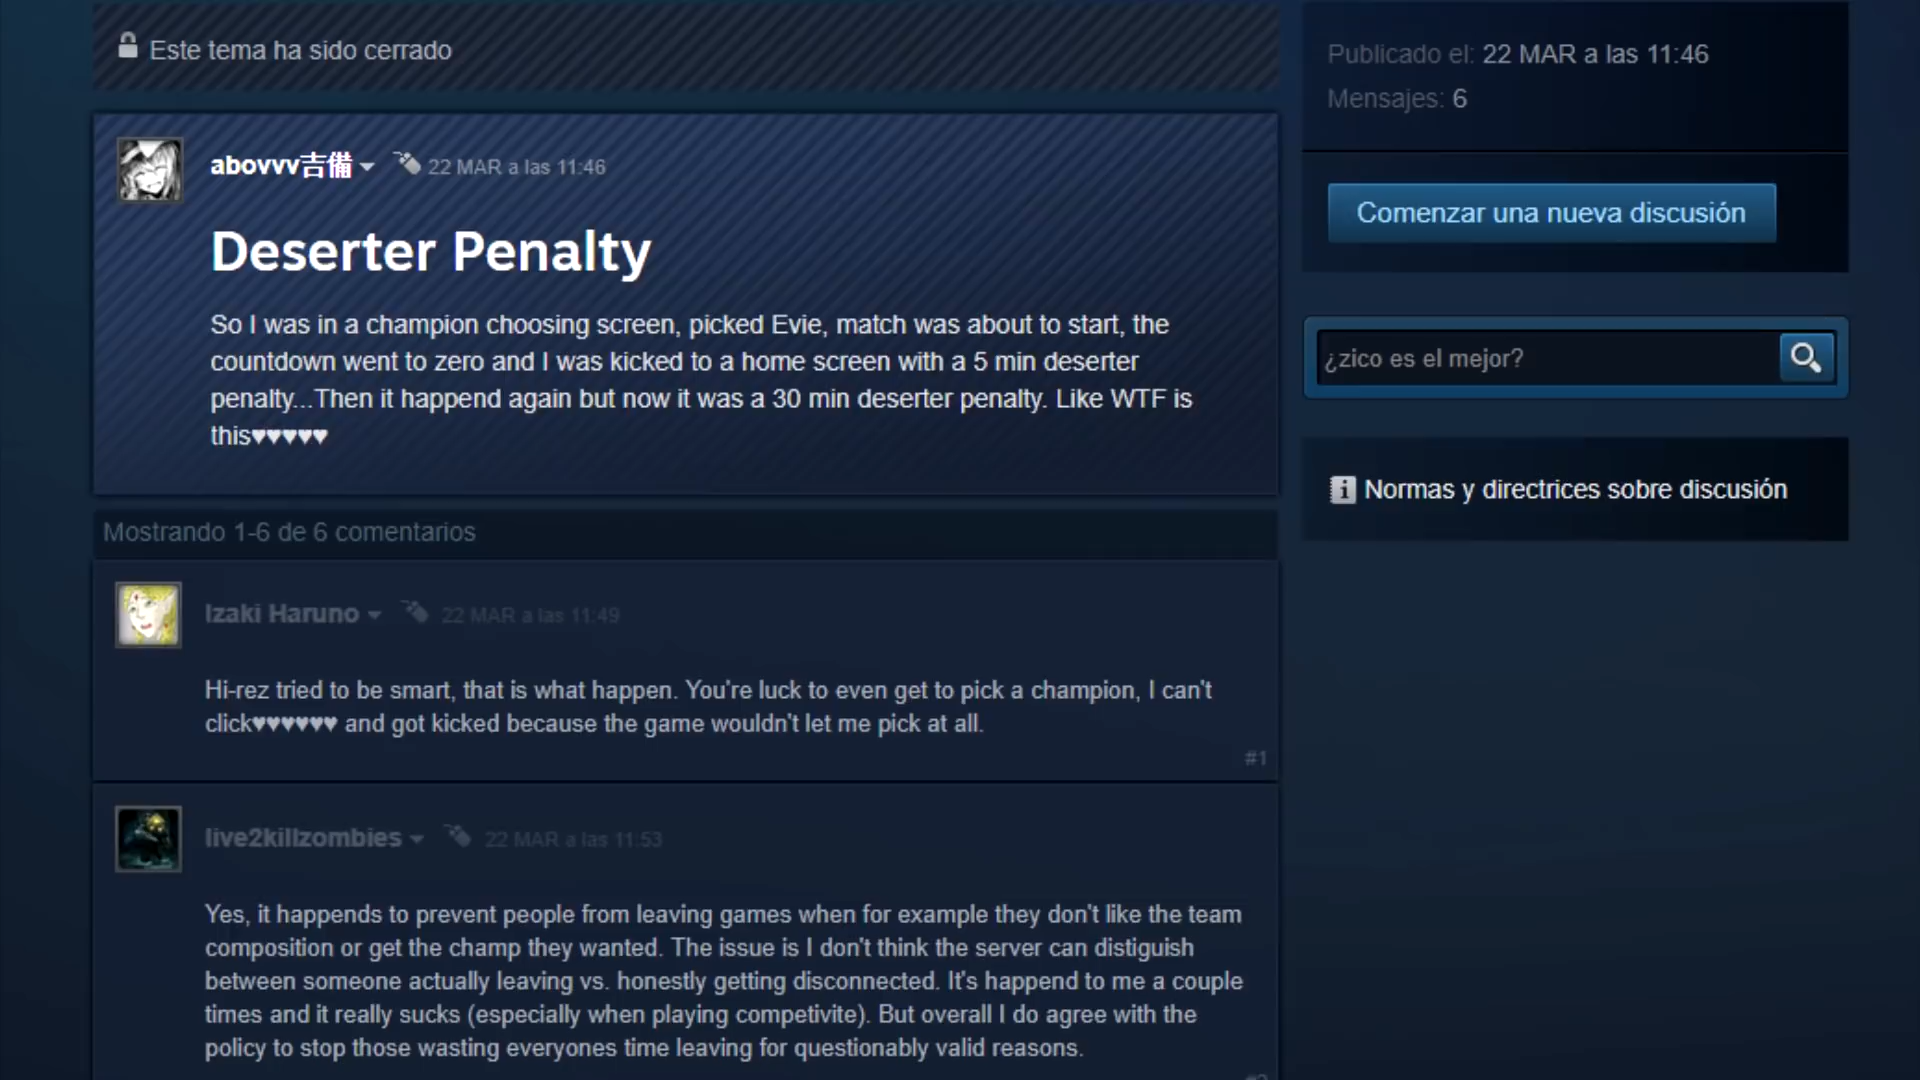 Este tema ha sido cerrado
abovvv吉備 22 MAR a las 11:46
Deserter Penalty
So I was in a champion choosing screen, picked Evie, match was about to start, the
countdown went to zero and I was kicked to a home screen with a 5 min deserter
penalty...Then it happend again but now it was a 30 min deserter penalty. Like WTF is
this♥♥♥♥♥
Mostrando 1-6 de 6 comentarios
Izaki Haruno 22 MAR a las 11:49
Hi-rez tried to be smart, that is what happen. You're luck to even get to pick a champion, I can't
click♥♥♥♥♥♥ and got kicked because the game wouldn't let me pick at all.
#1
live2killzombies 22 MAR a las 11:53
Yes, it happends to prevent people from leaving games when for example they don't like the team
composition or get the champ they wanted. The issue is I don't think the server can distiguish
between someone actually leaving vs. honestly getting disconnected. It's happend to me a couple
times and it really sucks (especially when playing competivite). But overall I do agree with the
policy to stop those wasting everyones time leaving for questionably valid reasons.
Publicado el: 22 MAR a las 11:46
Mensajes: 6
Comenzar una nueva discusión
¿zico es el mejor?
Normas y directrices sobre discusión